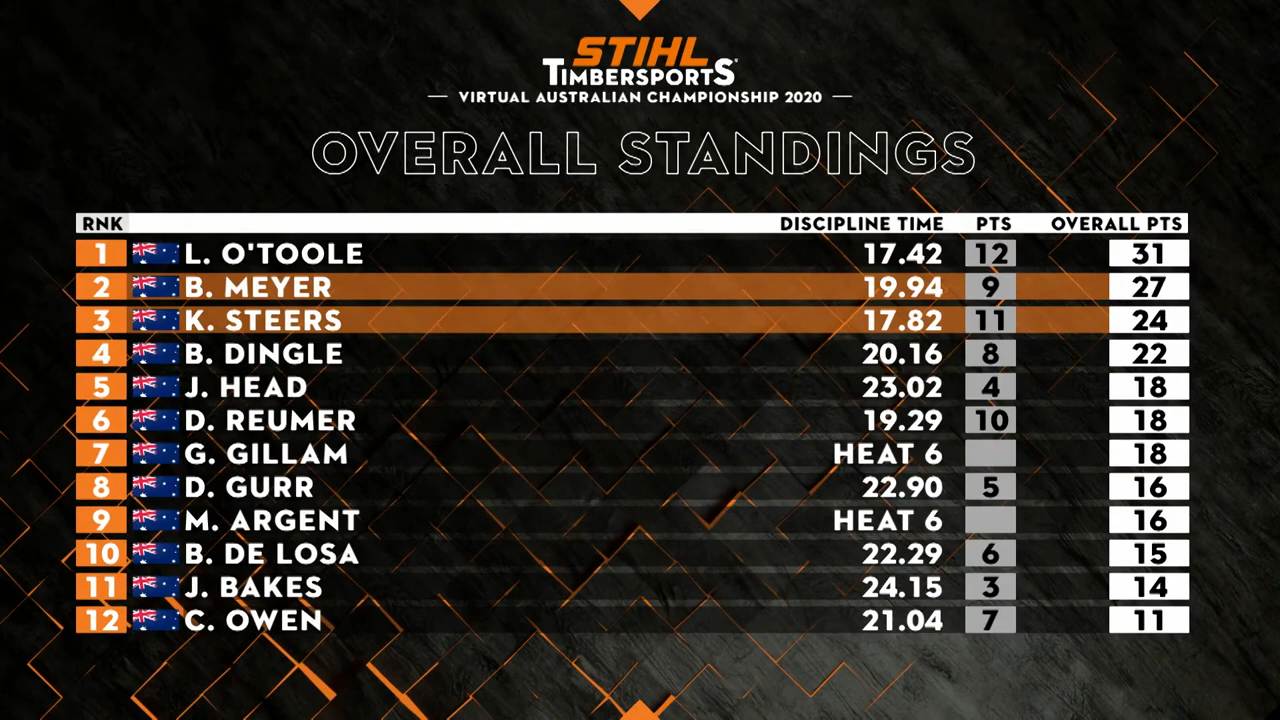 STIHL
TIMBERSPORTS®
VIRTUAL AUSTRALIAN CHAMPIONSHIP 2020
OVERALL STANDINGS
RNK DISCIPLINE TIME PTS OVERALL PTS
1 L. O'TOOLE 17.42 12 31
2 B. MEYER 19.94 9 27
3 K. STEERS 17.82 11 24
4 B. DINGLE 20.16 8 22
5 J. HEAD 23.02 4 18
6 D. REUMER 19.29 10 18
7 G. GILLAM HEAT 6 18
8 D. GURR 22.90 5 16
9 M. ARGENT HEAT 6 16
10 B. DE LOSA 22.29 6 15
11 J. BAKES 24.15 3 14
12 C. OWEN 21.04 7 11